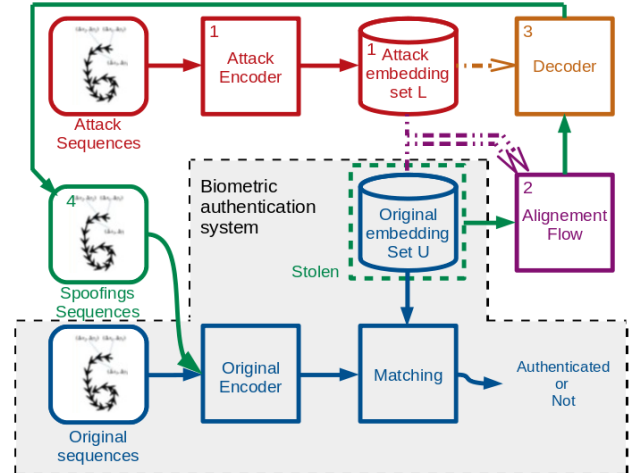 1
Attack
Encoder
1
Attack
embedding
set L
3
Decoder
Attack
Sequences
Biometric
authentication
system
4
Original
embedding
Set U
2
Alignement
Flow
Stolen
Spoofings
Sequences
Original
Encoder
Matching
Authenticated
or
Not
Original
sequences